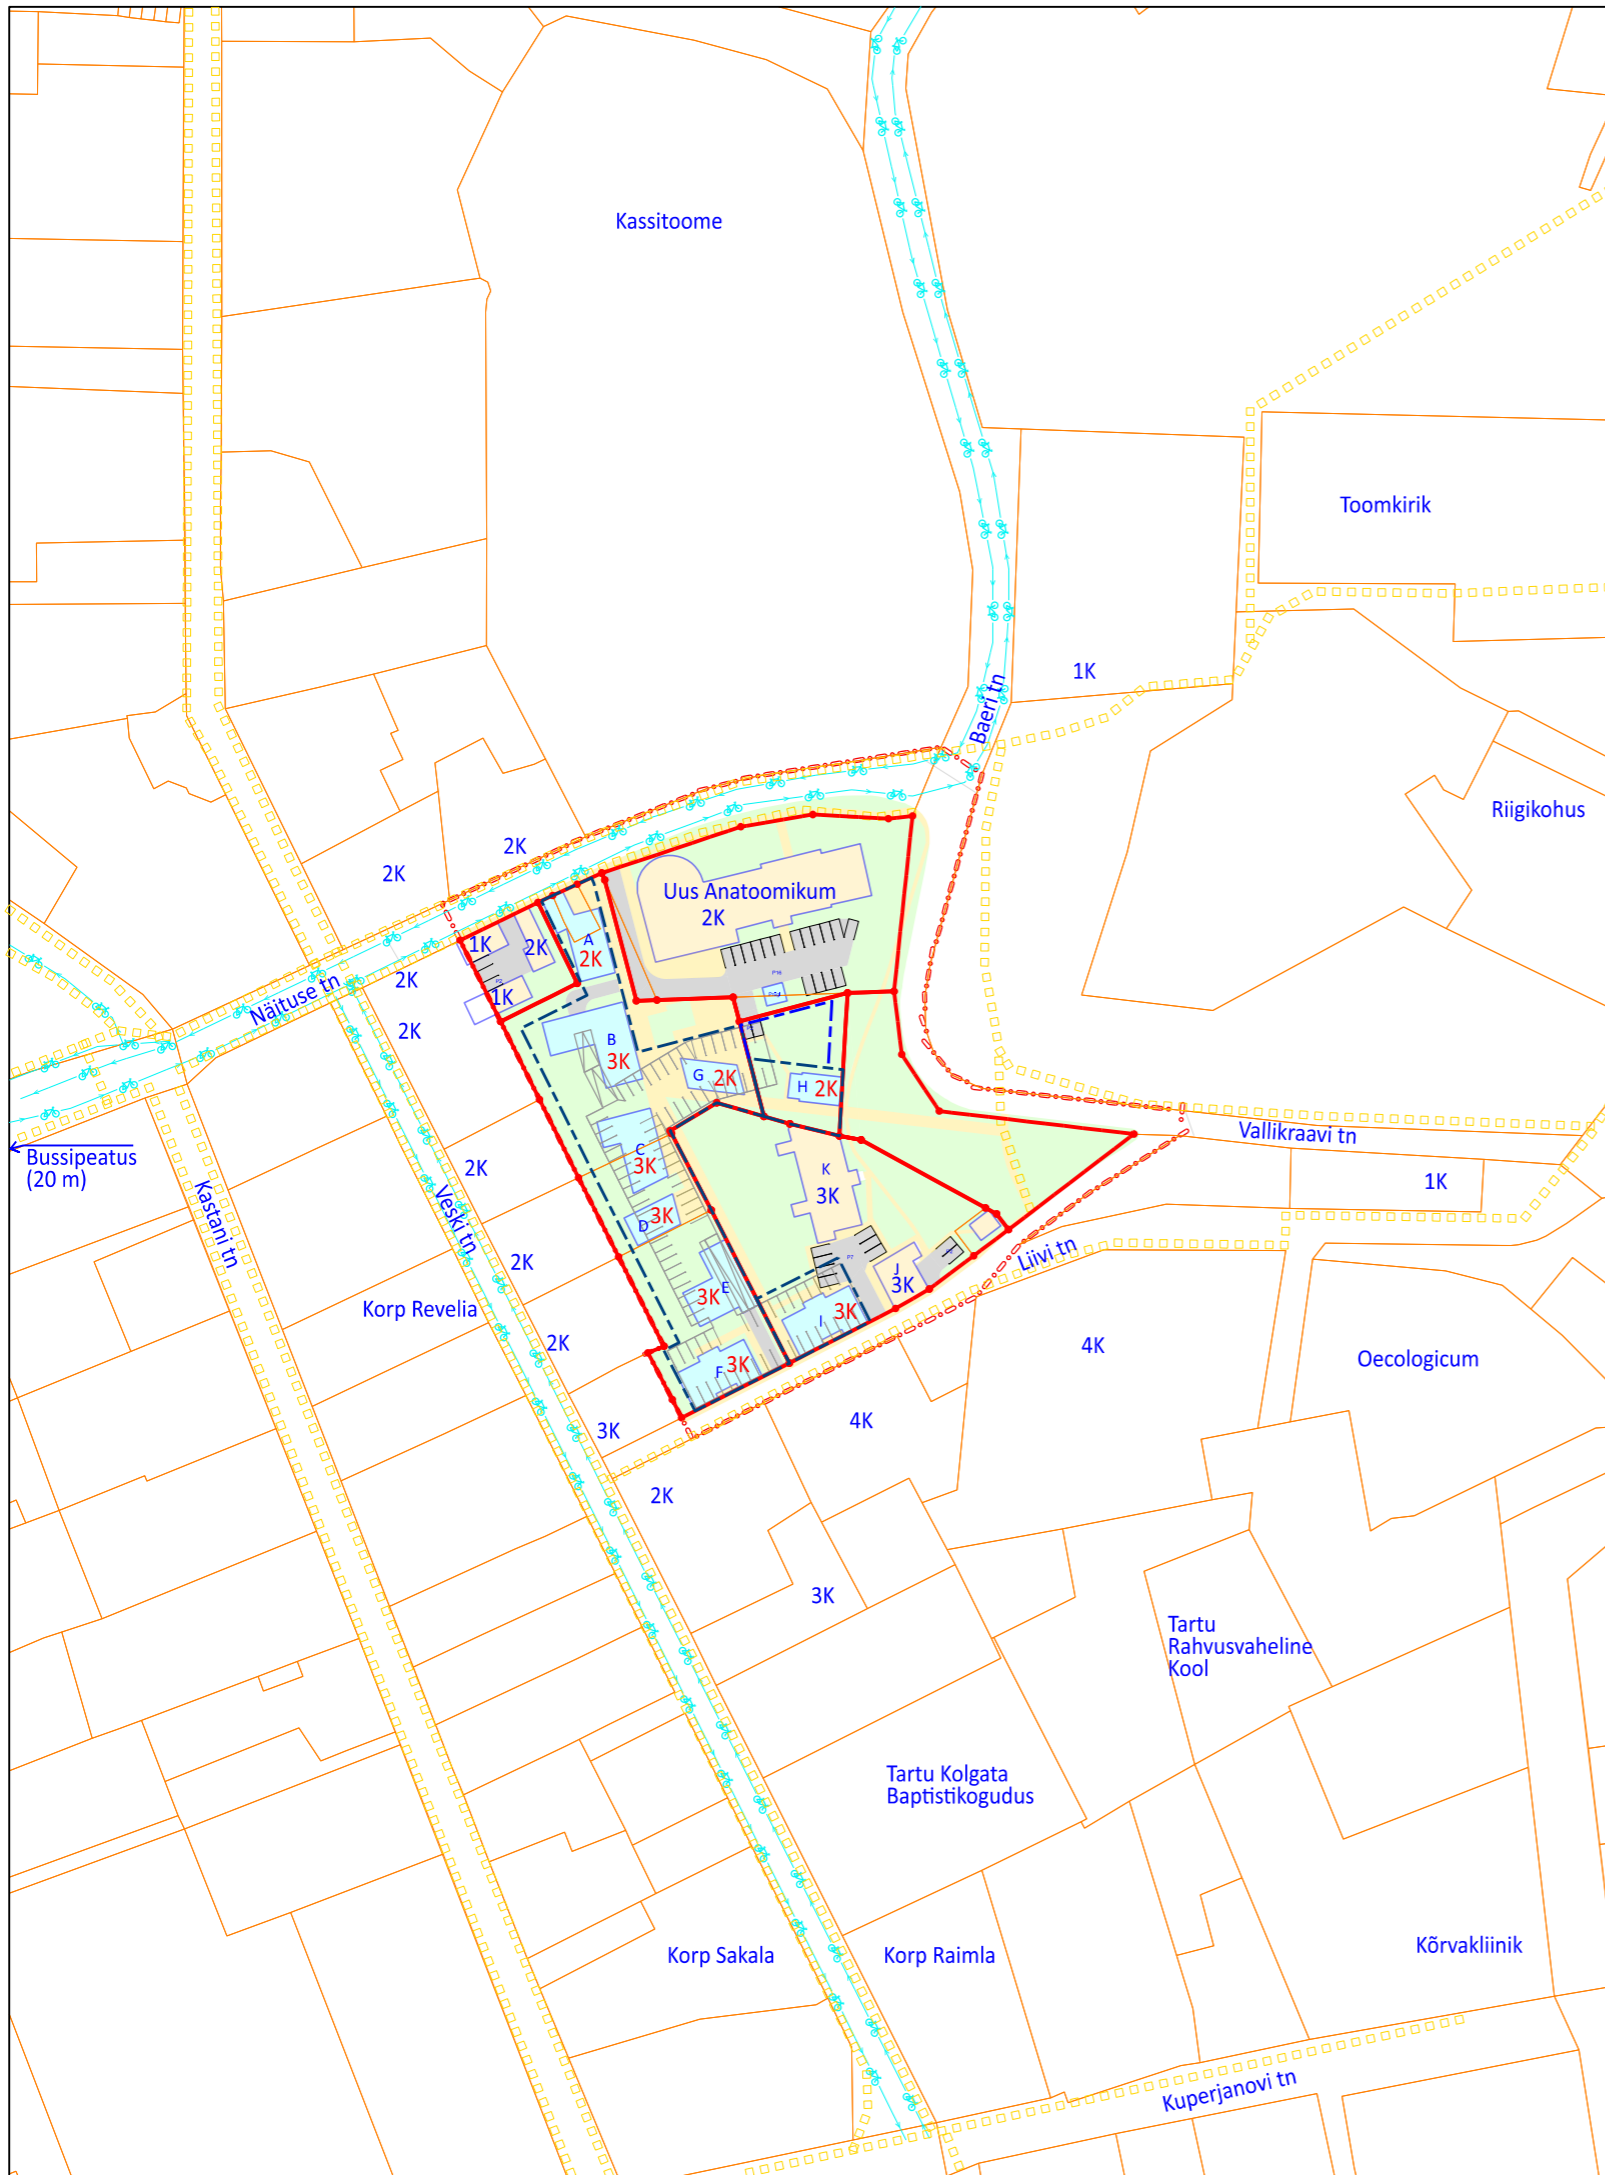 Kassitoome
Toomkirik
1K
Baeri tn
Riigikohus
2K
2K
Uus Anatoomikum
2K
1K
2K
A
2K
2K
1K
P16
Näituse tn
2K
B
3K
G
2K
H
2K
Vallikraavi tn
Bussipeatus
(20 m)
C
3K
2K
K
3K
1K
Kastani tn
Veski tn
D
3K
2K
Liivi tn
P7
J
3K
E
3K
Korp Revelia
I
3K
2K
F
3K
4K
Oecologicum
3K
4K
2K
3K
Tartu
Rahvusvaheline
Kool
Tartu Kolgata
Baptistikogudus
Korp Sakala
Korp Raimla
Kõrvakliinik
Kuperjanovi tn